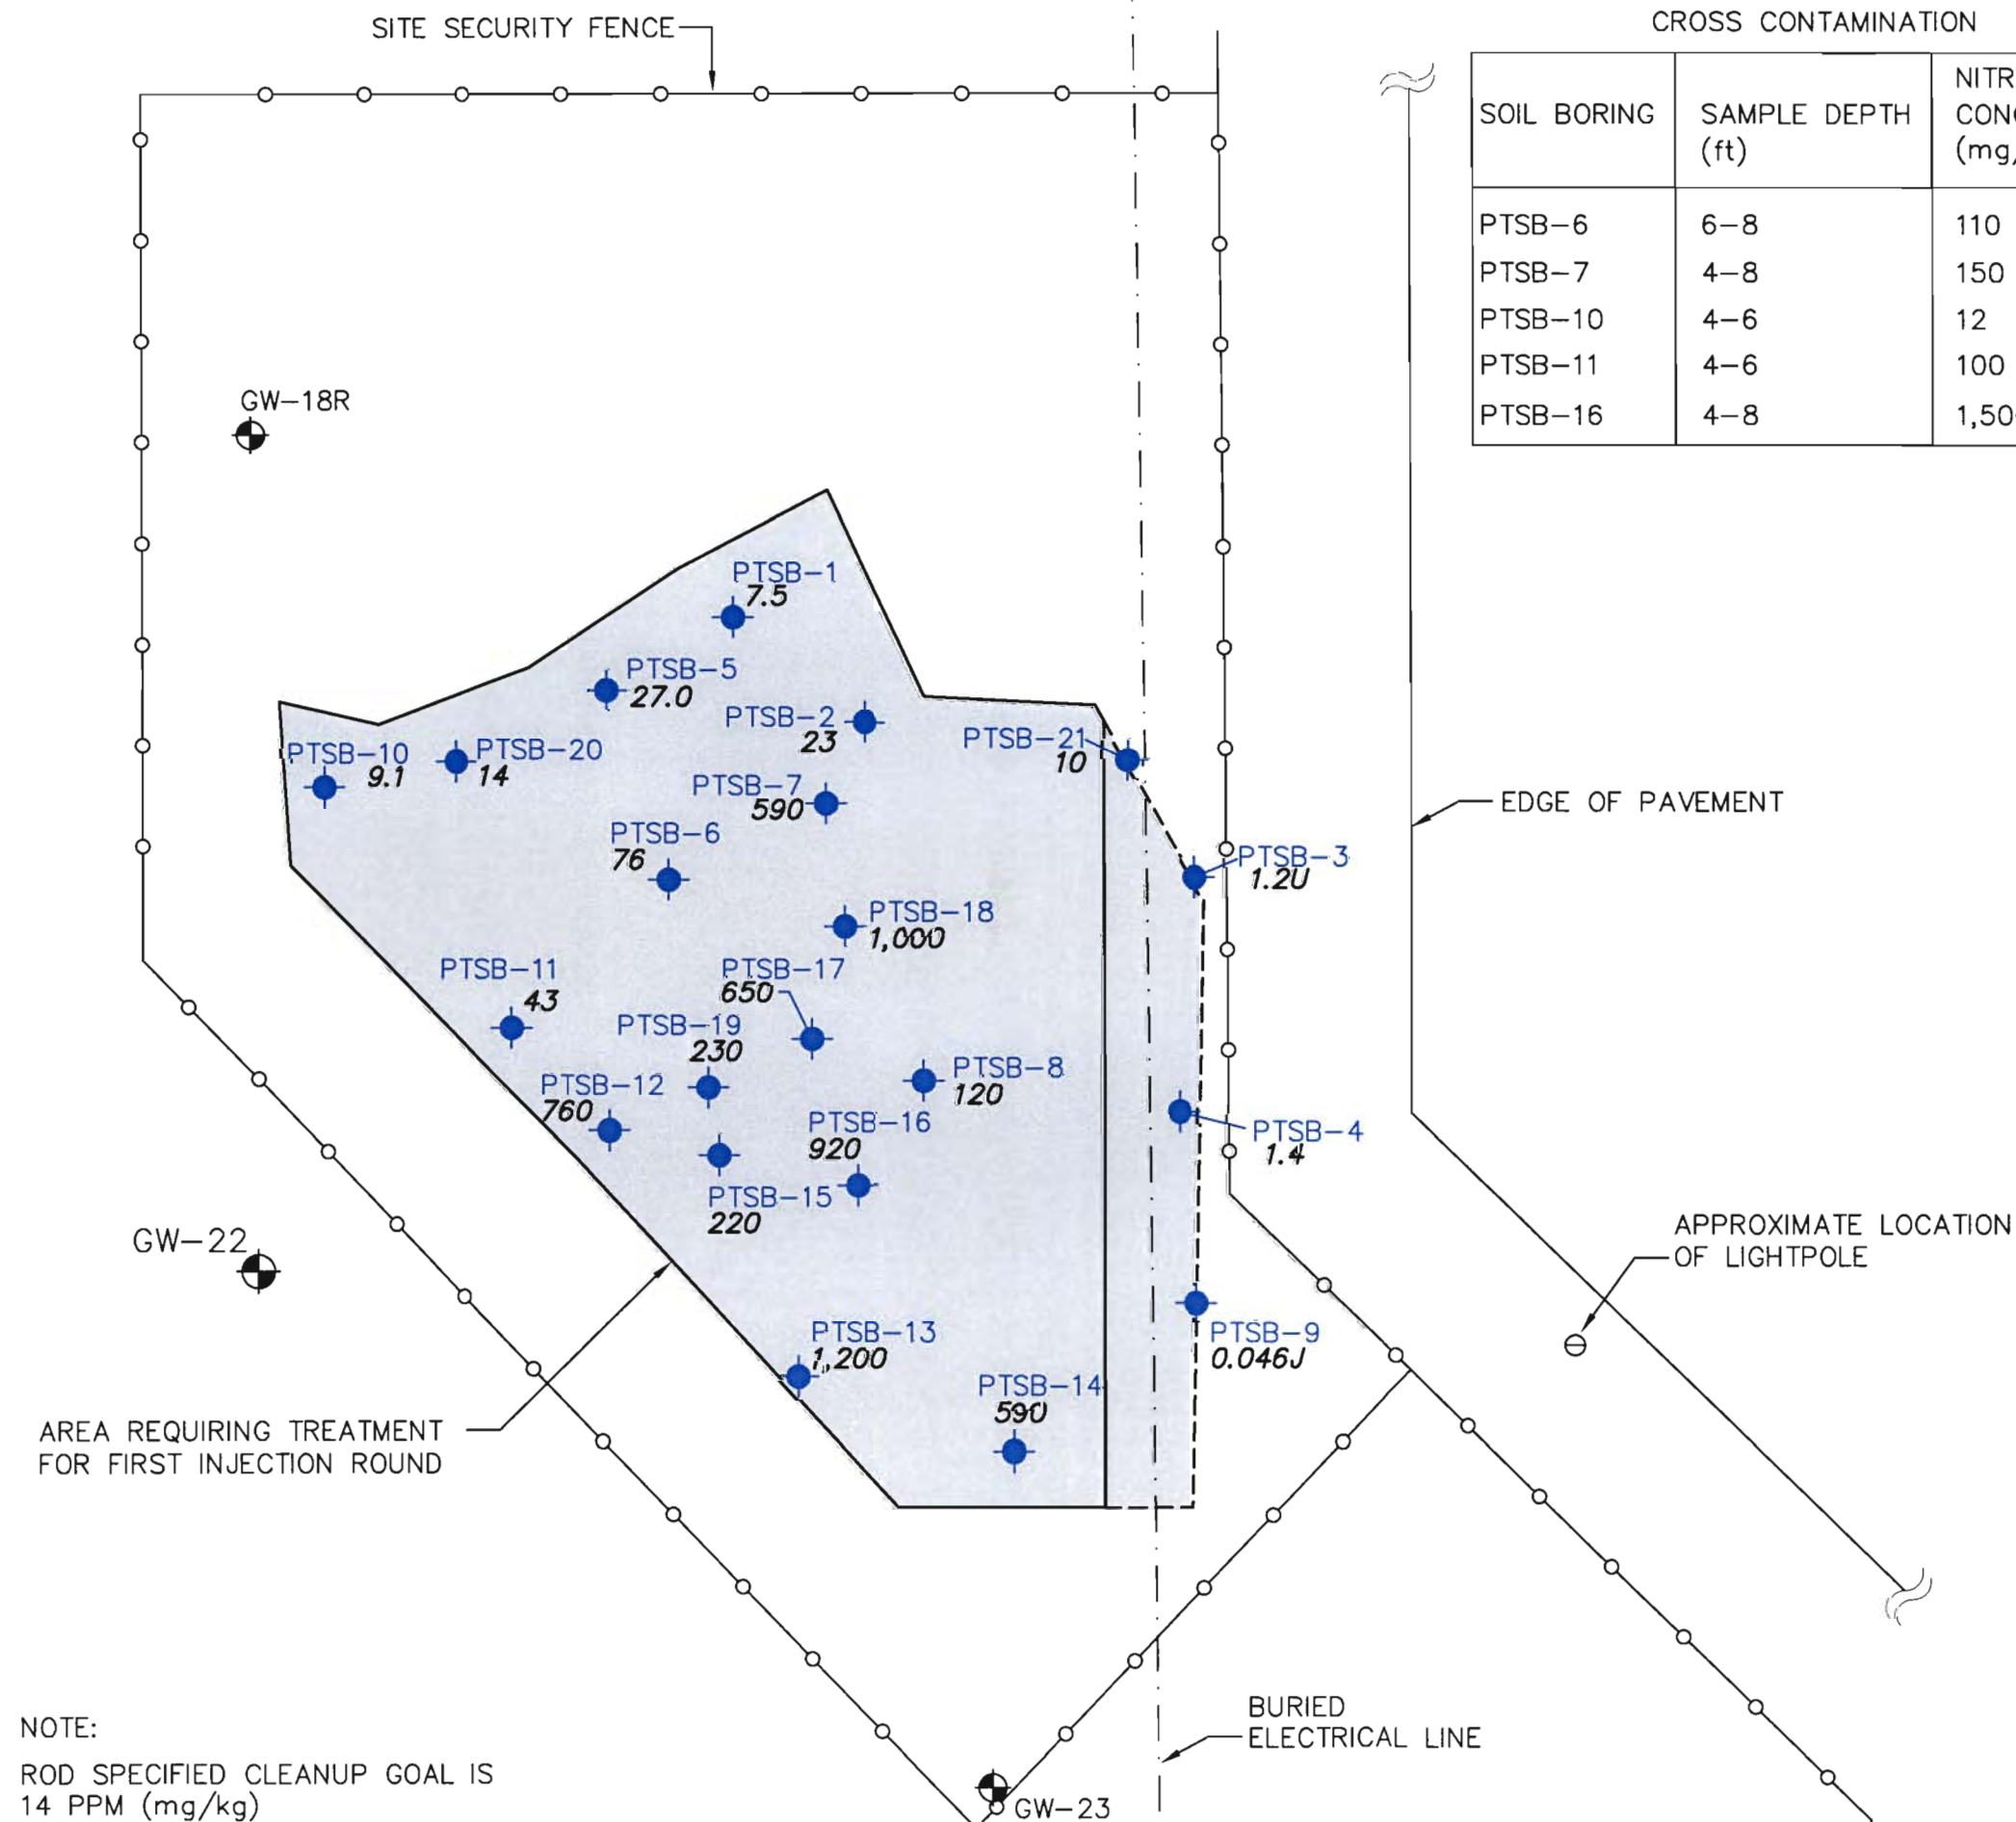 SITE SECURITY FENCE
CROSS CONTAMINATION
SOIL BORING
SAMPLE DEPTH
(ft)
PTSB-6 6-8 110
PTSB-7 4-8 150
PTSB-10 4-6 12
PTSB-11 4-6 100
PTSB-16 4-8
GW-18R
PTSB-1
7.5
PTSB-5
27.0
PTSB-2
23
PTSB-21
10
PTSB-10
9.1
PTSB-20
14
PTSB-7
590
EDGE OF PAVEMENT
PTSB-6
76
PTSB-3
1.2U
PTSB-18
1,000
PTSB-11
43
PTSB-17
650
PTSB-19
230
PTSB-8
120
PTSB-12
760
PTSB-16
920
PTSB-4
1.4
PTSB-15
220
GW-22
APPROXIMATE LOCATION
OF LIGHTPOLE
PTSB-13
1,200
PTSB-9
0.046J
PTSB-14
590
AREA REQUIRING TREATMENT
FOR FIRST INJECTION ROUND
BURIED
ELECTRICAL LINE
NOTE:
ROD SPECIFIED CLEANUP GOAL IS
14 PPM (mg/kg)
GW-23